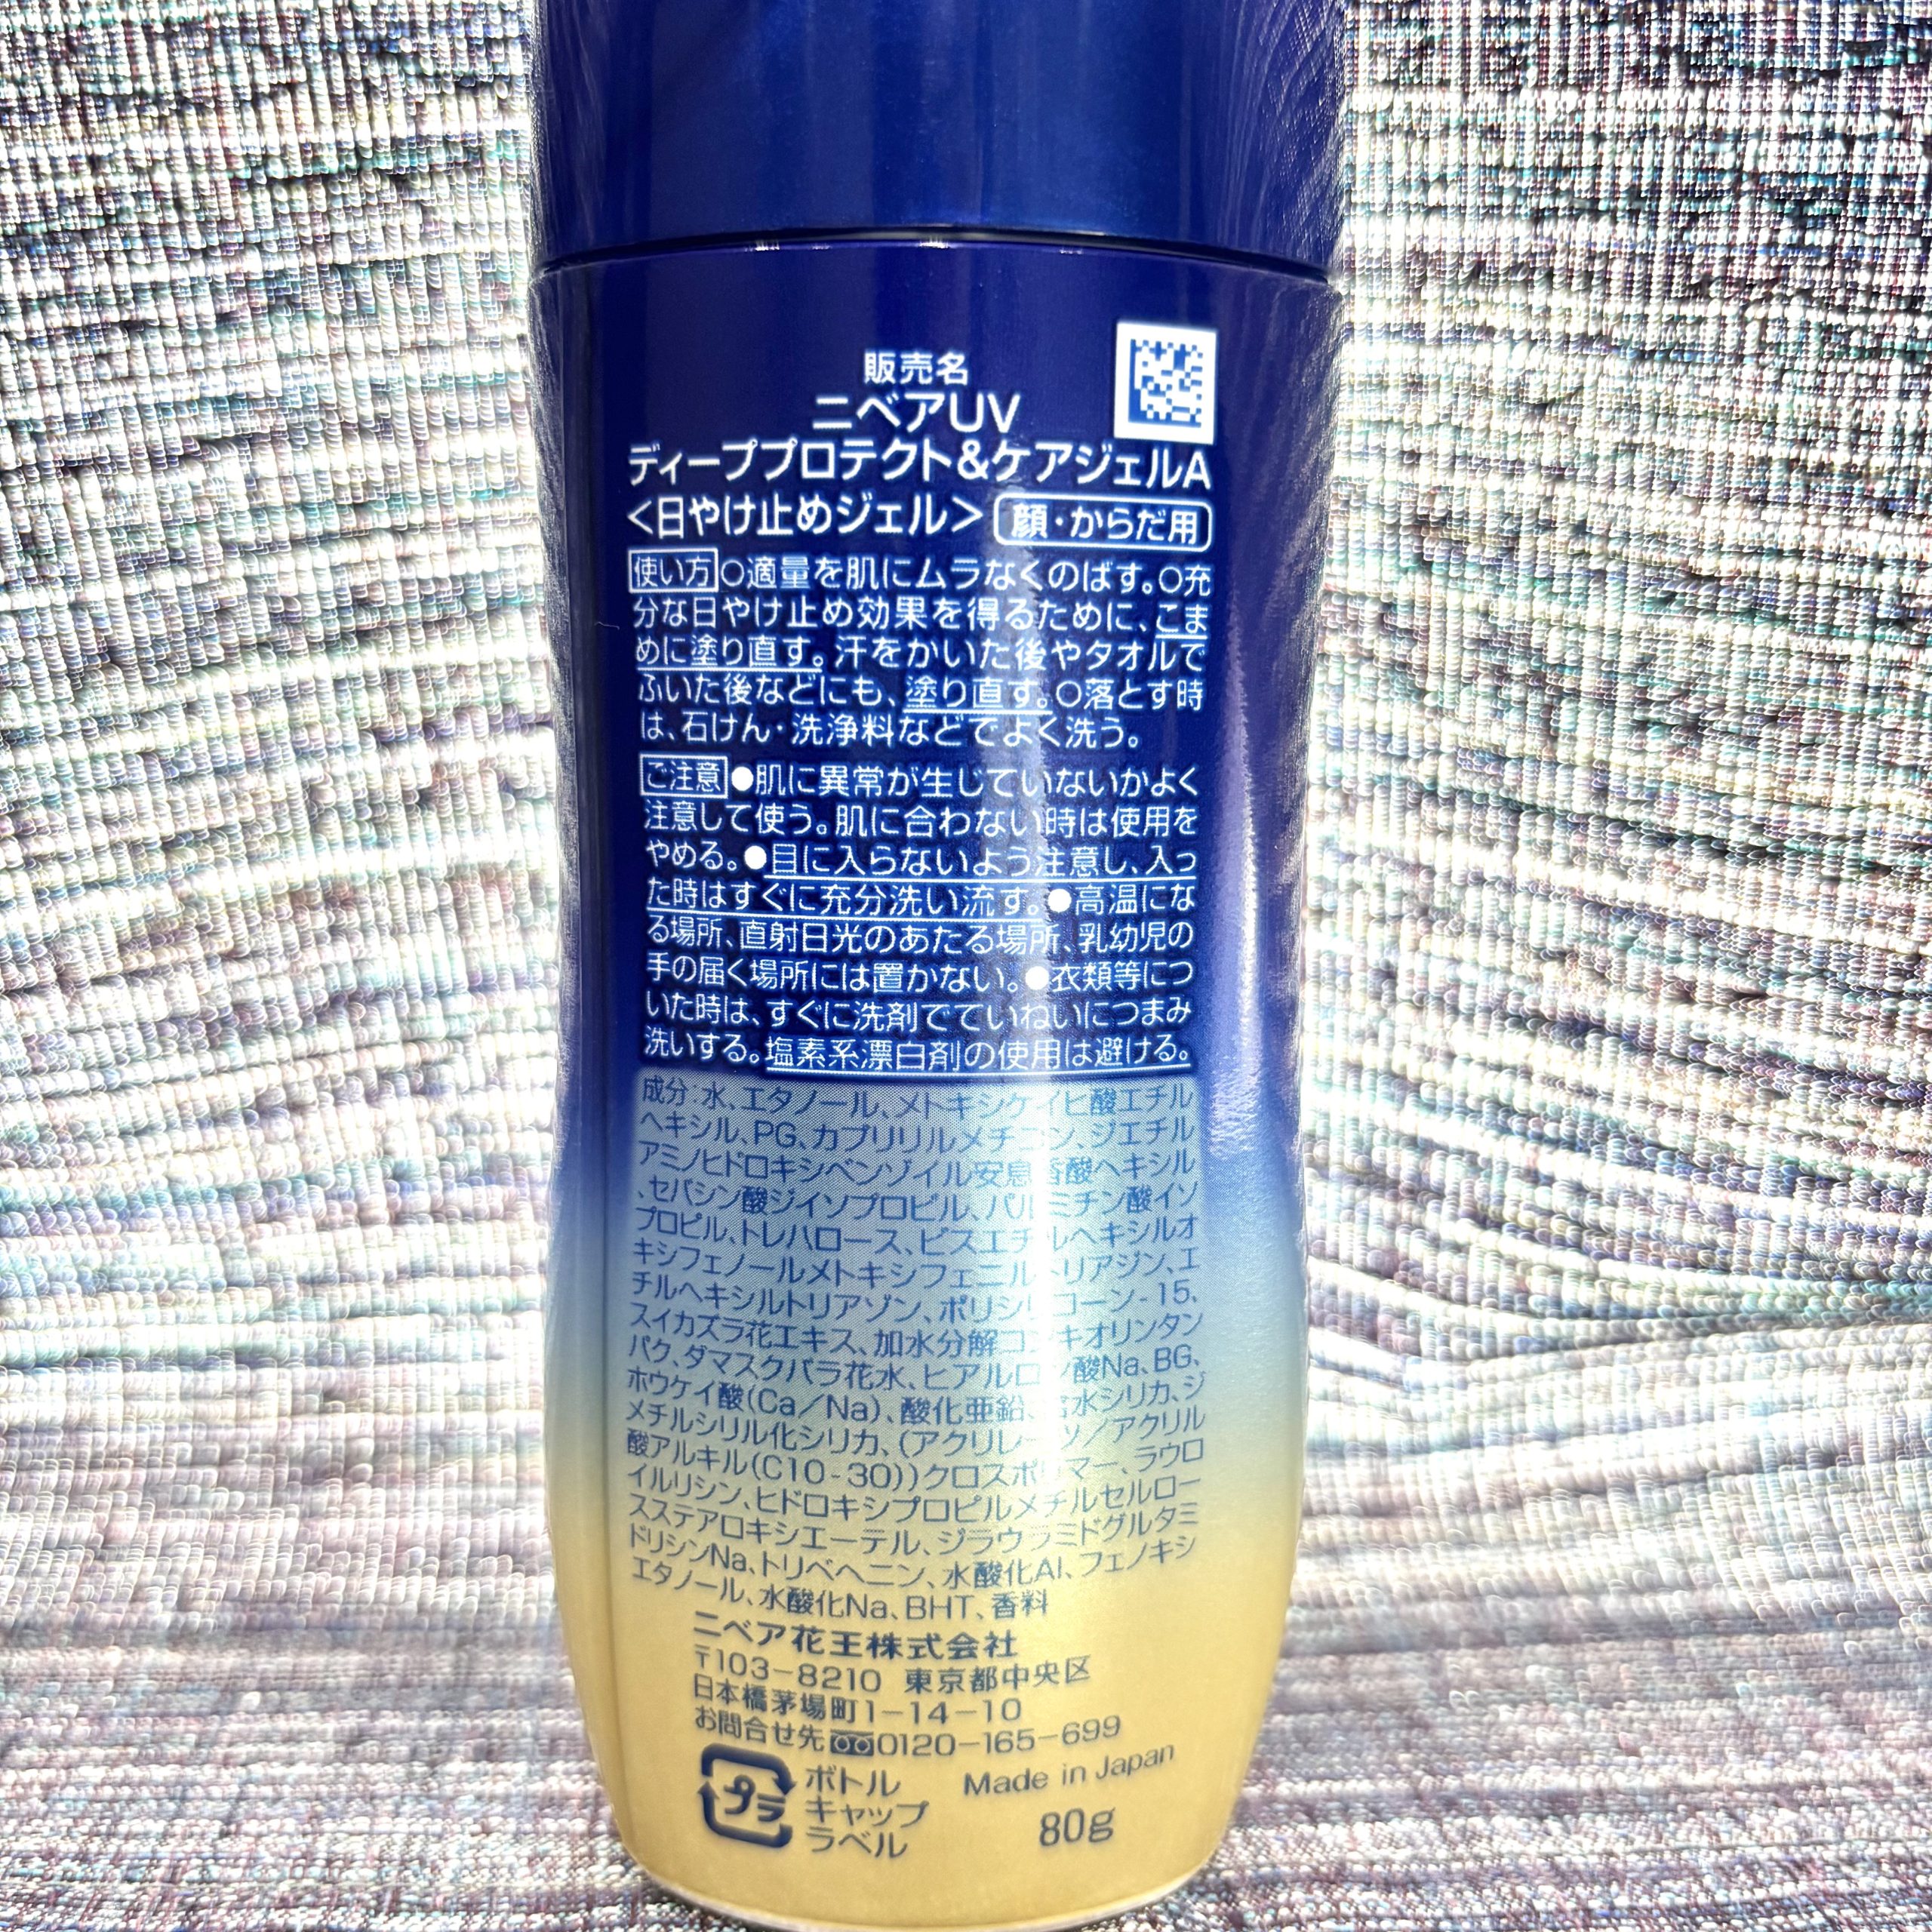 販売名
ニベアUV
ディーププロテクト&ケアジェルA
<日やけ止めジェル> 顔・からだ用
使い方○適量を肌にムラなくのばす。○充
分な日やけ止め効果を得るために、こま
めに塗り直す。汗をかいた後やタオルで
ふいた後などにも、塗り直す。○落とす時
は、石けん・洗浄料などでよく洗う。
ご注意●肌に異常が生じていないかよく
注意して使う。肌に合わない時は使用を
やめる。●目に入らないよう注意し、入っ
た時はすぐに充分洗い流す。●高温にな
る場所、直射日光のあたる場所、乳幼児の
手の届く場所には置かない。●衣類等につ
いた時は、すぐに洗剤でていねいにつまみ
洗いする。塩素系漂白剤の使用は避ける。
成分:水、エタノール、メトキシケイヒ酸エチル
ヘキシル、PG、カプリリルメチコン、ジエチル
アミノヒドロキシベンゾイル安息香酸ヘキシル
、セバシン酸ジイソプロピル、パルミチン酸イソ
プロピル、トレハロース、ビスエチルヘキシルオ
キシフェノールメトキシフェニルトリアジン、エ
チルヘキシルトリアゾン、ポリシリコーン-15、
スイカズラ花エキス、加水分解コンキオリンタン
パク、ダマスクバラ花水、ヒアルロン酸Na、BG、
ホウケイ酸(Ca/Na)、酸化亜鉛、含水シリカ、ジ
メチルシリル化シリカ、(アクリレーツ/アクリル
酸アルキル(C10-30))クロスポリマー、ラウロ
イルリシン、ヒドロキシプロピルメチルセルロー
スステアロキシエーテル、ジラウラミドグルタミ
ドリシンNa、トリベヘニン、水酸化Al、フェノキシ
エタノール、水酸化Na、BHT、香料
ニベア花王株式会社
〒103-8210 東京都中央区
日本橋茅場町1-14-10
お問合せ先 0120-165-699
プラ ボトル
キャップ
ラベル
Made in Japan
80g